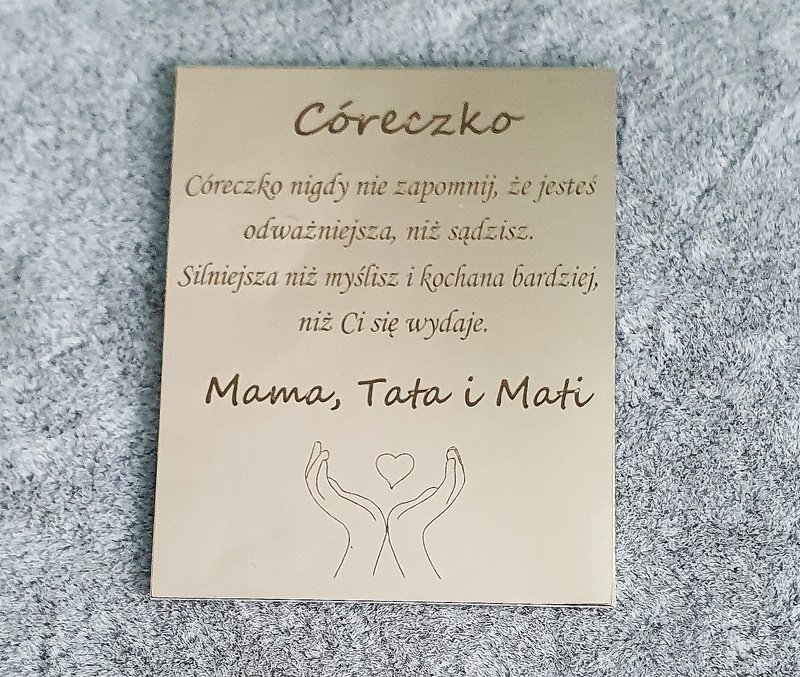 Córeczko
Córeczko nigdy nie zapomnij, że jesteś
odważniejsza, niż sądzisz.
Silniejsza niż myślisz i kochana bardziej,
niż Ci się wydaje.
Mama, Tata i Mati